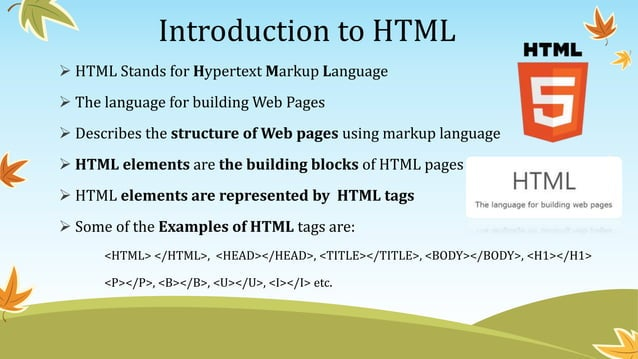 Introduction to HTML
➢ HTML Stands for Hypertext Markup Language
➢ The language for building Web Pages
➢ Describes the structure of Web pages using markup language
➢ HTML elements are the building blocks of HTML pages
➢ HTML elements are represented by HTML tags
➢ Some of the Examples of HTML tags are:
<HTML> </HTML>, <HEAD></HEAD>, <TITLE></TITLE>, <BODY></BODY>, <H1></H1>
<P></P>, <B></B>, <U></U>, <I></I> etc.
HTML
5
HTML
The language for building web pages